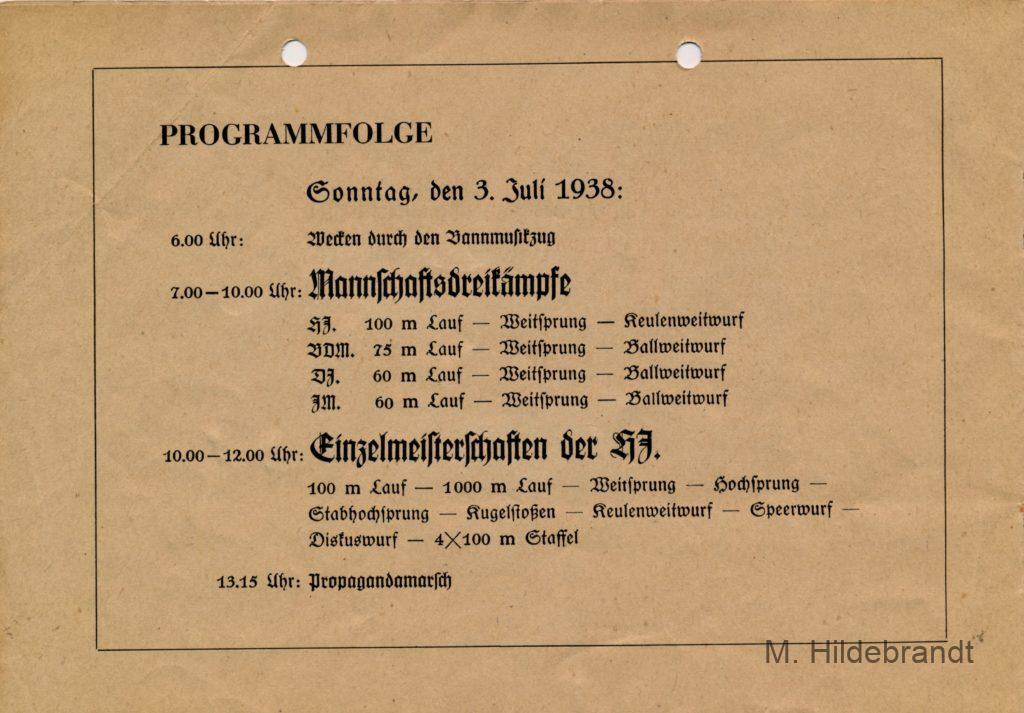 PROGRAMMFOLGE
Sonntag, den 3. Juli 1938:
6.00 Uhr: Wecken durch den Bannmusikzug
7.00—10.00 Uhr: Mannschaftsdreikämpfe
HJ. 100 m Lauf — Weitsprung — Keulenweitwurf
BDM. 75 m Lauf — Weitsprung — Ballweitwurf
DJ. 60 m Lauf — Weitsprung — Ballweitwurf
JM. 60 m Lauf — Weitsprung — Ballweitwurf
10.00—12.00 Uhr: Einzelmeisterschaften der HJ.
100 m Lauf — 1000 m Lauf — Weitsprung — Hochsprung —
Stabhochsprung — Kugelstoßen — Keulenweitwurf — Speerwurf —
Diskuswurf — 4×100 m Staffel
13.15 Uhr: Propagandamarsch
M. Hildebrandt